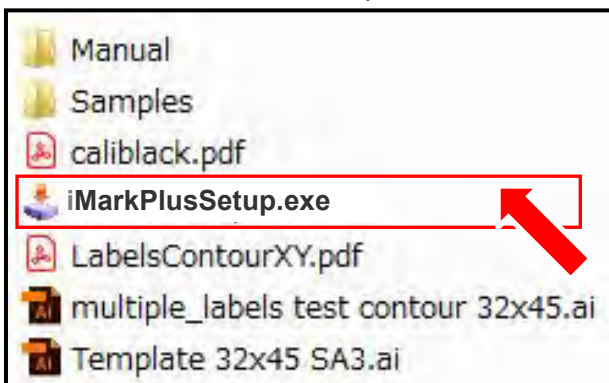 Manual
Samples
caliblack.pdf
iMarkPlusSetup.exe
LabelsContourXY.pdf
multiple_labels test contour 32x45.ai
Template 32x45 SA3.ai